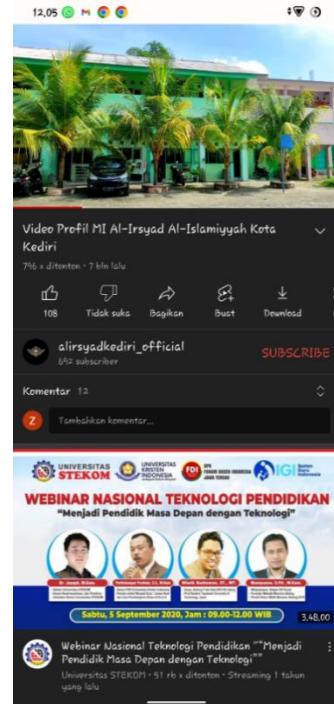 12,05
Video Profil MI Al-Irsyad Al-Islamiyyah Kota
Kediri
796 x ditonton · 7 bln lalu
108
Tidak suka
Bagikan
Buat
Download
alirsyadkediri_official
692 subscriber
SUBSCRIBE
Komentar 12
Z
Tambahkan komentar...
UNIVERSITAS
STEKOM
UNIVERSITAS
KRISTEN
INDONESIA
FDI
IGI
WEBINAR NASIONAL TEKNOLOGI PENDIDIKAN
"Menjadi Pendidik Masa Depan dengan Teknologi"
Sabtu, 5 September 2020, Jam : 09.00-12.00 WIB
3.48.00
Webinar Nasional Teknologi Pendidikan ""Menjadi
Pendidik Masa Depan dengan Teknologi""
Universitas STEKOM · 51 rb x ditonton · Streaming 1 tahun
yang lalu